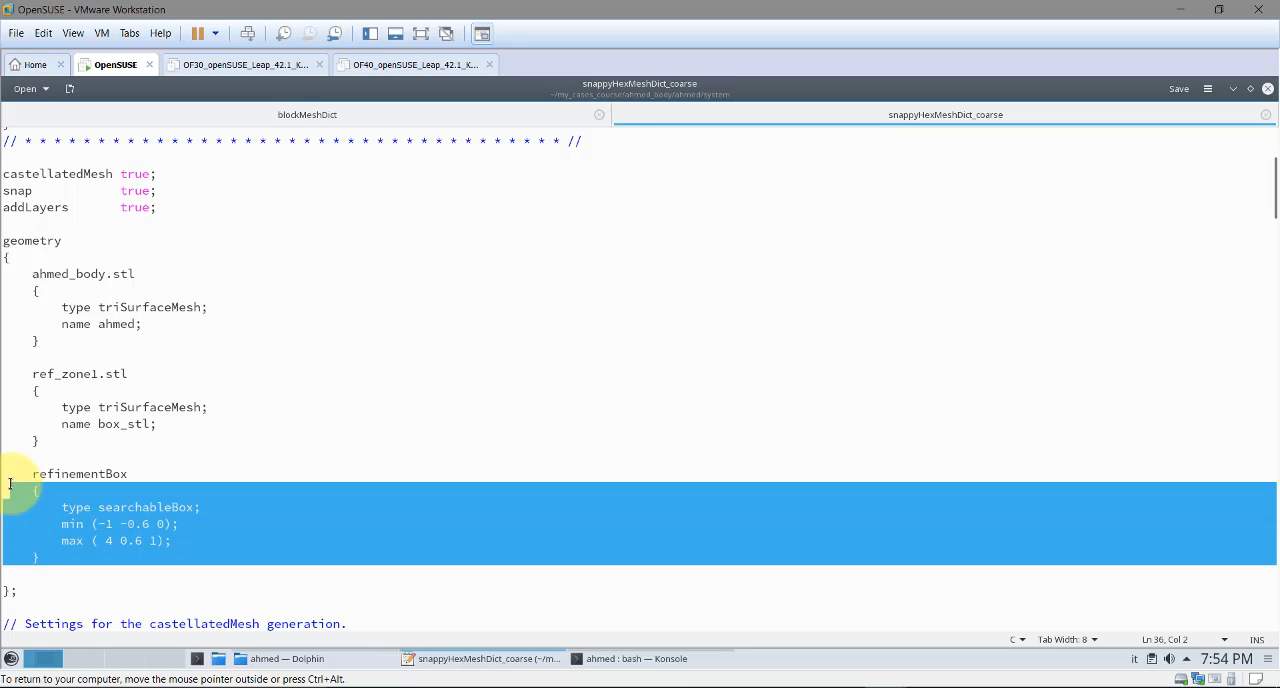 OpenSUSE - VMware Workstation
File Edit View VM Tabs Help
Home OpenSUSE OF30_openSUSE_Leap_42.1_K... OF40_openSUSE_Leap_42.1_K...
Open snappyHexMeshDict_coarse Save
~/my_cases_course/ahmed_body/ahmed/system
blockMeshDict snappyHexMeshDict_coarse
}
// * * * * * * * * * * * * * * * * * * * * * * * * * * * * * * * * * * * * * //
castellatedMesh true;
snap true;
addLayers true;
geometry
{
ahmed_body.stl
{
type triSurfaceMesh;
name ahmed;
}
ref_zone1.stl
{
type triSurfaceMesh;
name box_stl;
}
refinementBox
{
type searchableBox;
min (-1 -0.6 0);
max ( 4 0.6 1);
}
};
// Settings for the castellatedMesh generation.
C Tab Width: 8 Ln 36, Col 2 INS
ahmed — Dolphin snappyHexMeshDict_coarse (~/m... ahmed : bash — Konsole it 7:54 PM
To return to your computer, move the mouse pointer outside or press Ctrl+Alt.